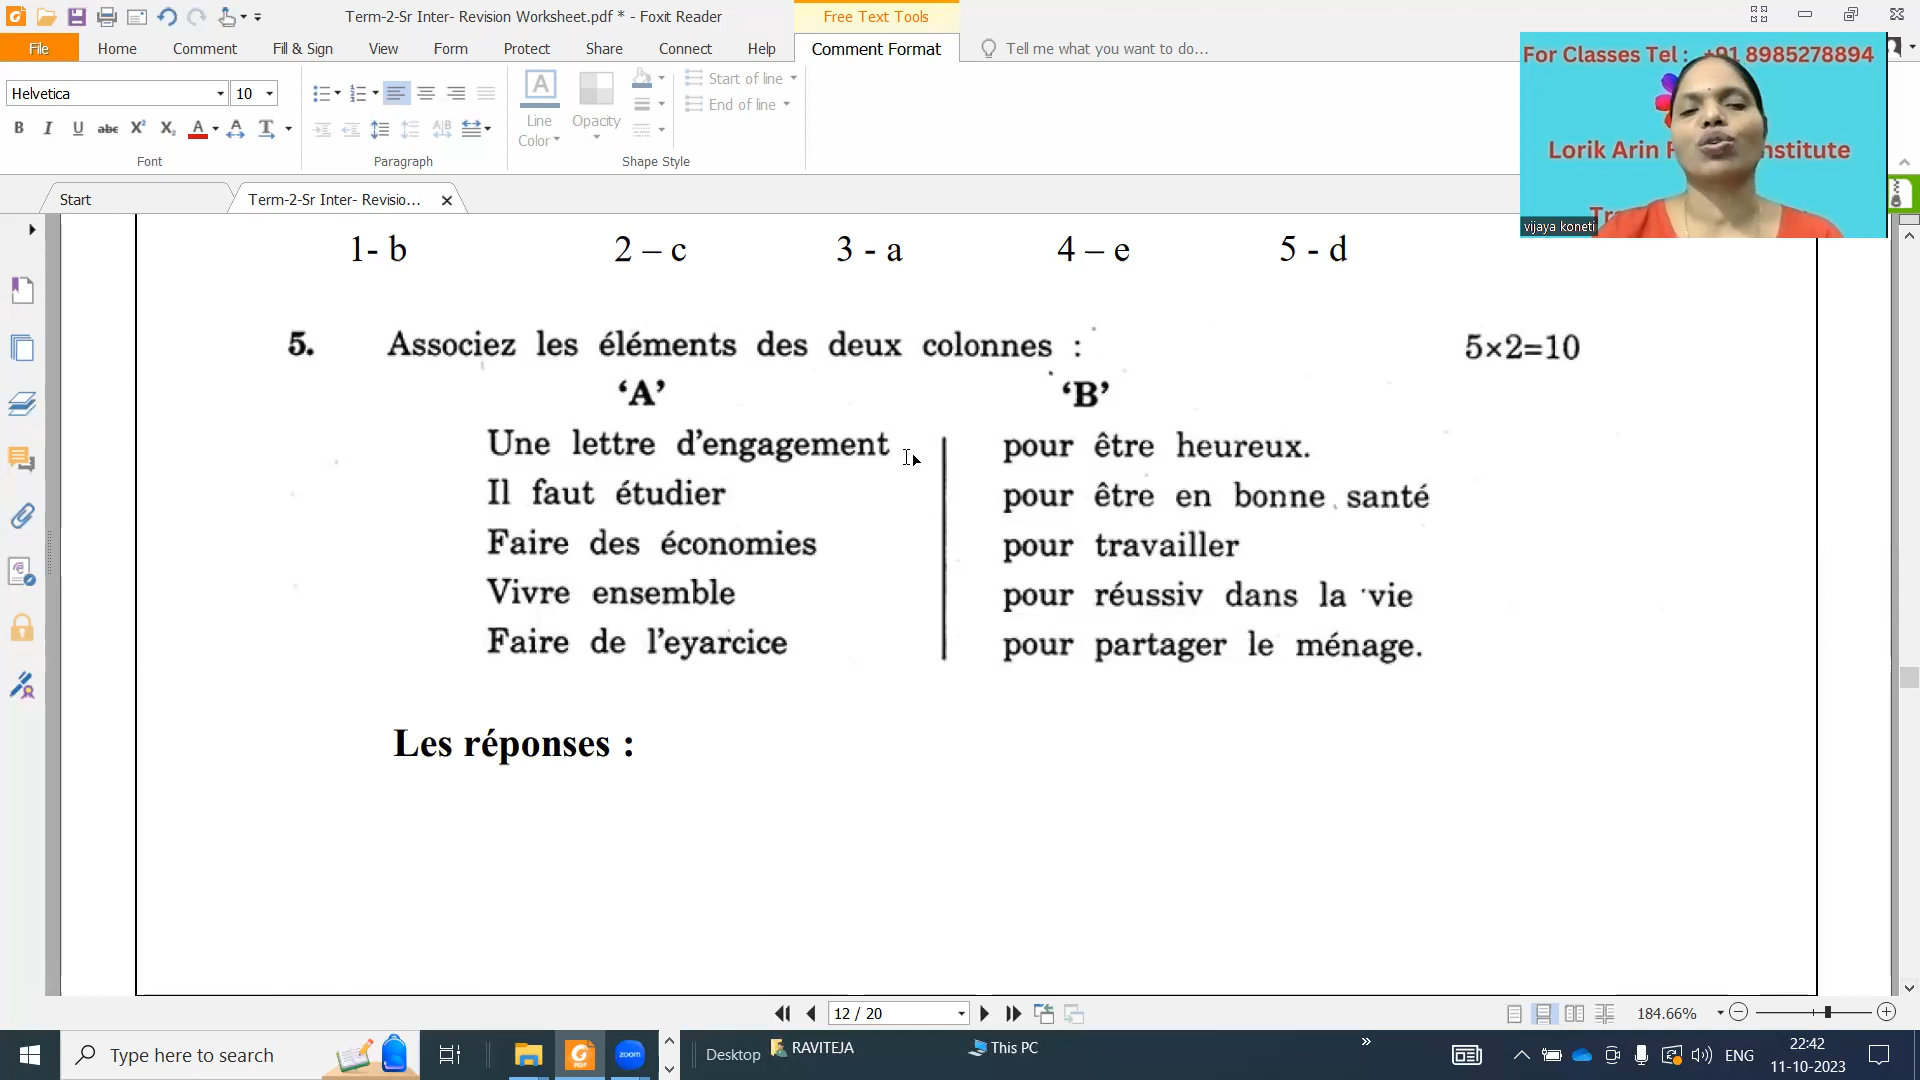 Term-2-Sr Inter- Revision Worksheet.pdf * - Foxit Reader
Free Text Tools
File Home Comment Fill & Sign View Form Protect Share Connect Help Comment Format Tell me what you want to do...
For Classes Tel : +91 8985278894
Helvetica 10
Start of line
End of line
B I U abc X² X₂ A A T
Line Color
Opacity
Font Paragraph Shape Style
Lorik Arin F nstitute
Tr
vijaya koneti
Start Term-2-Sr Inter- Revisio...
1- b 2 – c 3 - a 4 – e 5 - d
5. Associez les éléments des deux colonnes : 5×2=10
‘A’ ‘B’
Une lettre d’engagement pour être heureux.
Il faut étudier pour être en bonne santé
Faire des économies pour travailler
Vivre ensemble pour réussiv dans la vie
Faire de l’eyarcice pour partager le ménage.
Les réponses :
12 / 20 184.66%
Type here to search zoom Desktop RAVITEJA This PC » ENG 22:42
11-10-2023